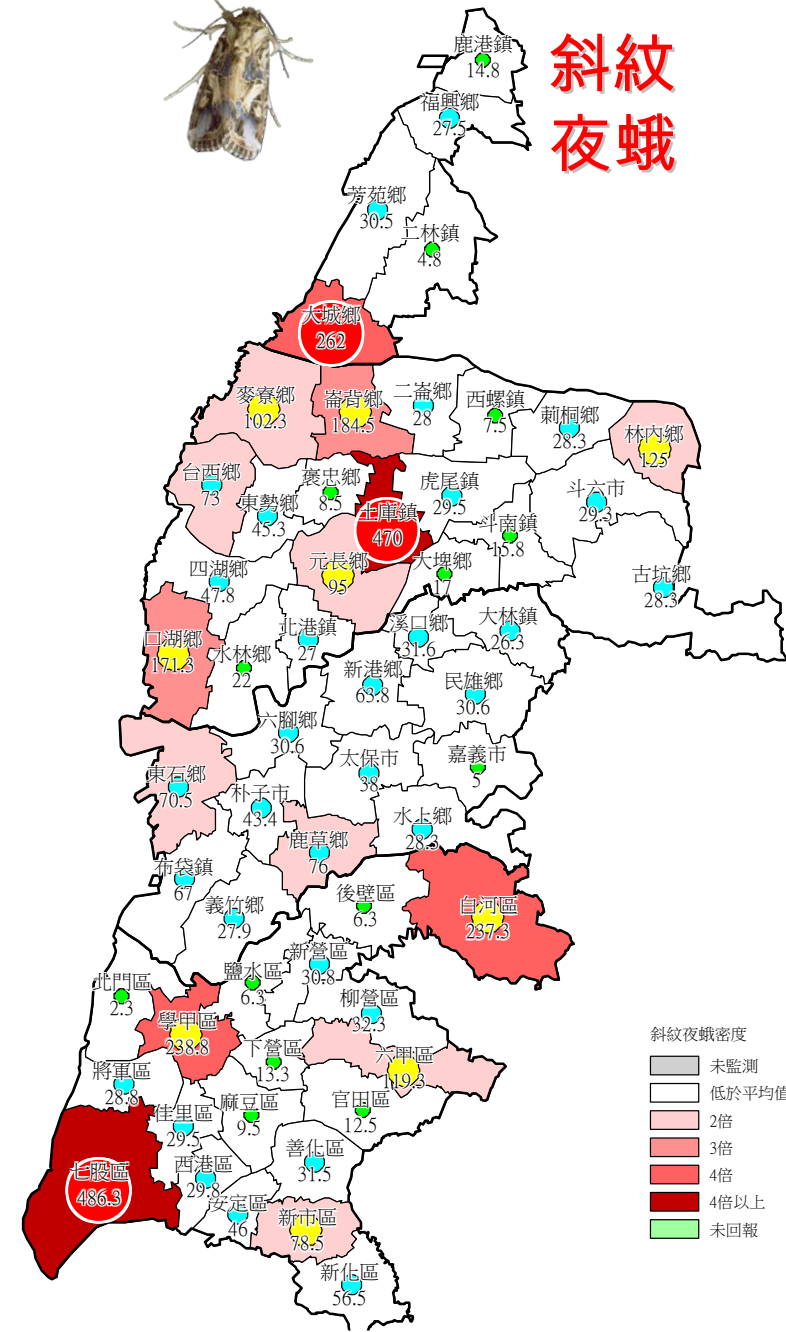 斜紋
夜蛾
鹿港鎮
14.8
福興鄉
27.5
芳苑鄉
30.5
二林鎮
4.8
大城鄉
262
麥寮鄉
102.3
崙背鄉
184.5
二崙鄉
28
西螺鎮
7.5
莿桐鄉
28.3
林內鄉
125
台西鄉
73
東勢鄉
45.3
褒忠鄉
8.5
土庫鎮
470
虎尾鎮
29.5
斗南鎮
15.8
斗六市
29.3
四湖鄉
47.8
元長鄉
95
大埤鄉
17
古坑鄉
28.3
口湖鄉
171.3
水林鄉
22
北港鎮
27
溪口鄉
31.6
大林鎮
26.3
新港鄉
63.8
民雄鄉
30.6
六腳鄉
30.6
太保市
38
嘉義市
5
東石鄉
70.5
朴子市
43.4
鹿草鄉
76
水上鄉
28.3
布袋鎮
67
義竹鄉
27.9
後壁區
6.3
白河區
237.3
北門區
2.3
鹽水區
6.3
新營區
30.8
柳營區
32.3
學甲區
238.8
下營區
13.3
六甲區
119.3
將軍區
28.8
佳里區
29.5
麻豆區
9.5
官田區
12.5
七股區
486.3
西港區
29.8
善化區
31.5
安定區
46
新市區
78.5
新化區
56.5
斜紋夜蛾密度
未監測
低於平均值
2倍
3倍
4倍
4倍以上
未回報